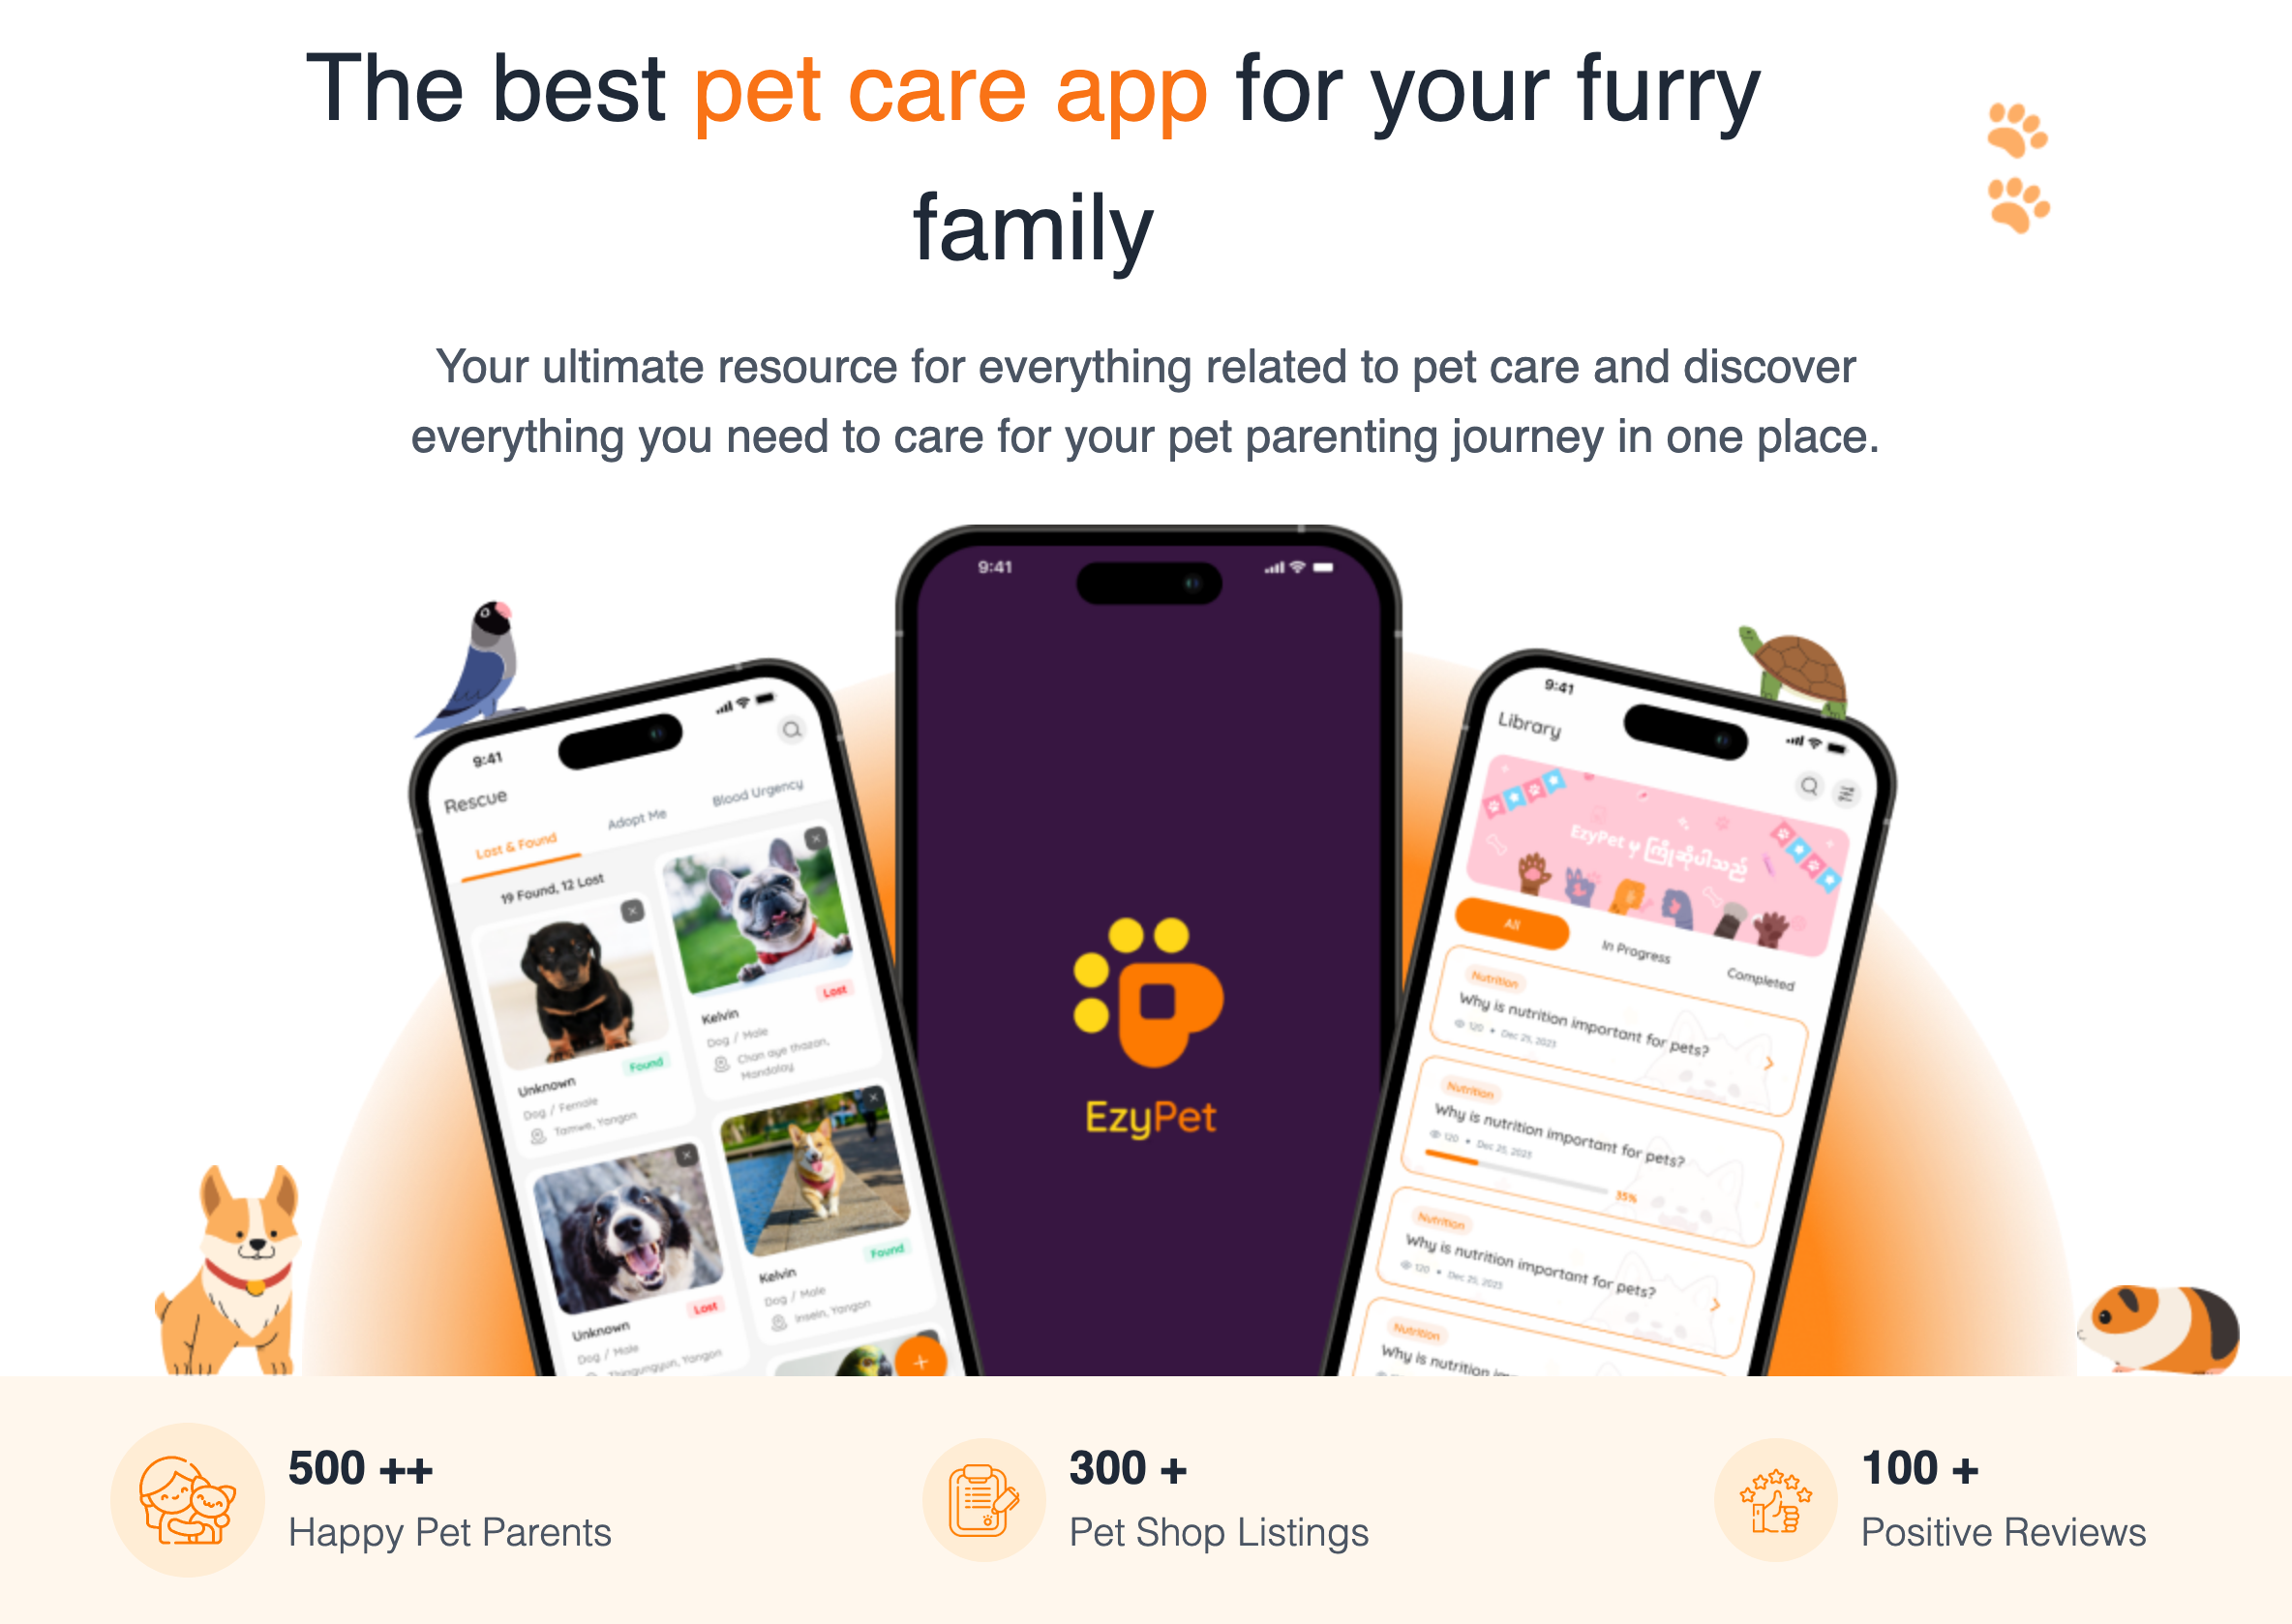 The best pet care app for your furry
family
Your ultimate resource for everything related to pet care and discover
everything you need to care for your pet parenting journey in one place.
9:41
Rescue
Lost & Found
Adopt Me
Blood Urgency
19 Found, 12 Lost
Found
Unknown
Dog / Female
Tamwe, Yangon
Lost
Kelvin
Dog / Male
Chan aye thazan,
Mandalay
Lost
Unknown
Dog / Male
Thingungyun, Yangon
Found
Kelvin
Dog / Male
Insein, Yangon
9:41
EzyPet
9:41
Library
EzyPet မှ ကြိုဆိုပါသည်
All
In Progress
Completed
Nutrition
Why is nutrition important for pets?
120 • Dec 25, 2023
Nutrition
Why is nutrition important for pets?
120 • Dec 25, 2023
35%
Nutrition
Why is nutrition important for pets?
120 • Dec 25, 2023
Nutrition
Why is nutrition
500 ++
Happy Pet Parents
300 +
Pet Shop Listings
100 +
Positive Reviews